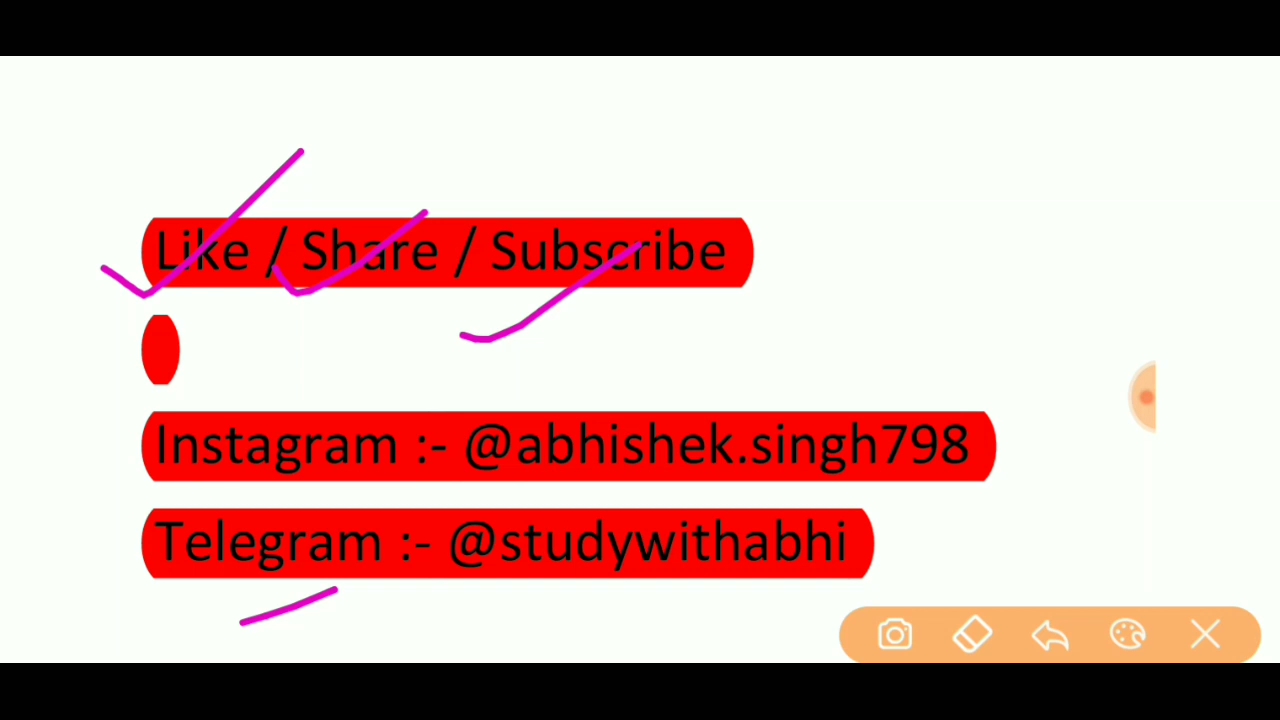 Like / Share / Subscribe
Instagram :- @abhishek.singh798
Telegram :- @studywithabhi